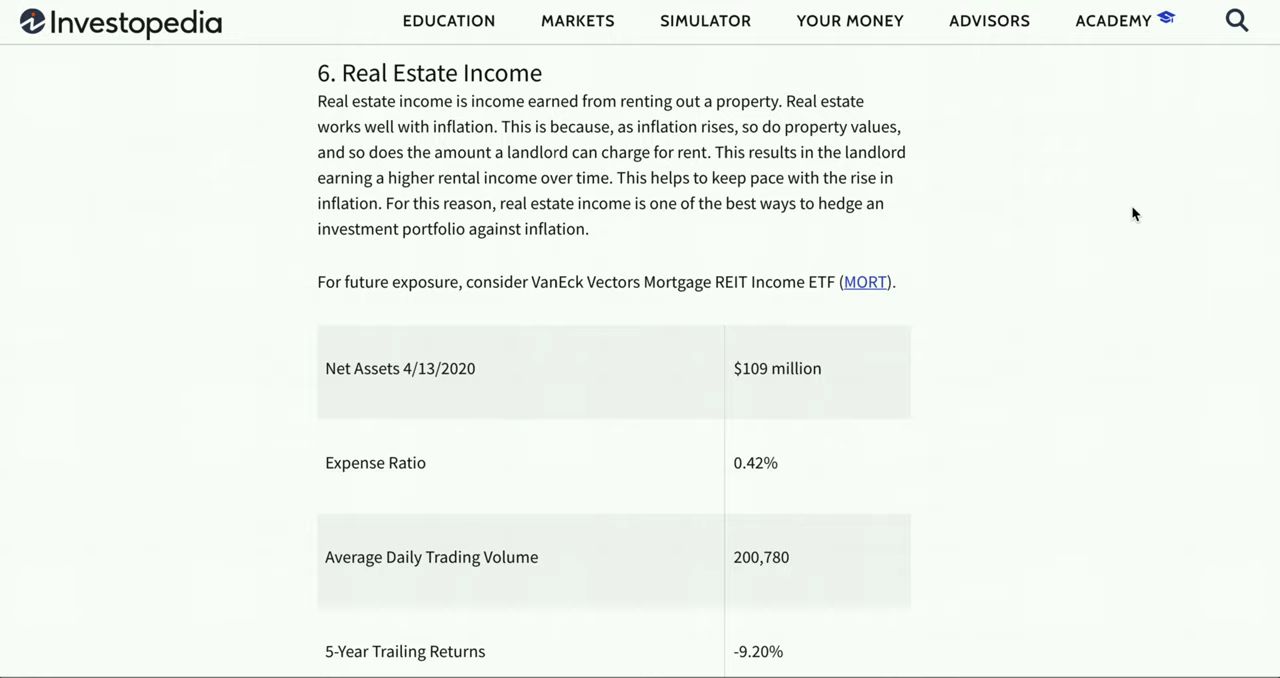 Investopedia
EDUCATION MARKETS SIMULATOR YOUR MONEY ADVISORS ACADEMY
6. Real Estate Income
Real estate income is income earned from renting out a property. Real estate
works well with inflation. This is because, as inflation rises, so do property values,
and so does the amount a landlord can charge for rent. This results in the landlord
earning a higher rental income over time. This helps to keep pace with the rise in
inflation. For this reason, real estate income is one of the best ways to hedge an
investment portfolio against inflation.
For future exposure, consider VanEck Vectors Mortgage REIT Income ETF (MORT).
Net Assets 4/13/2020 $109 million
Expense Ratio 0.42%
Average Daily Trading Volume 200,780
5-Year Trailing Returns -9.20%